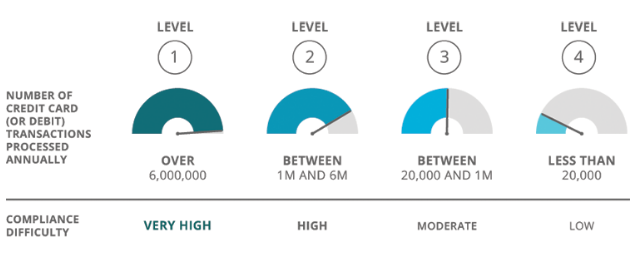 LEVEL
1
LEVEL
2
LEVEL
3
LEVEL
4
NUMBER OF
CREDIT CARD
(OR DEBIT)
TRANSACTIONS
PROCESSED
ANNUALLY
OVER
6,000,000
BETWEEN
1M AND 6M
BETWEEN
20,000 AND 1M
LESS THAN
20,000
COMPLIANCE
DIFFICULTY
VERY HIGH
HIGH
MODERATE
LOW